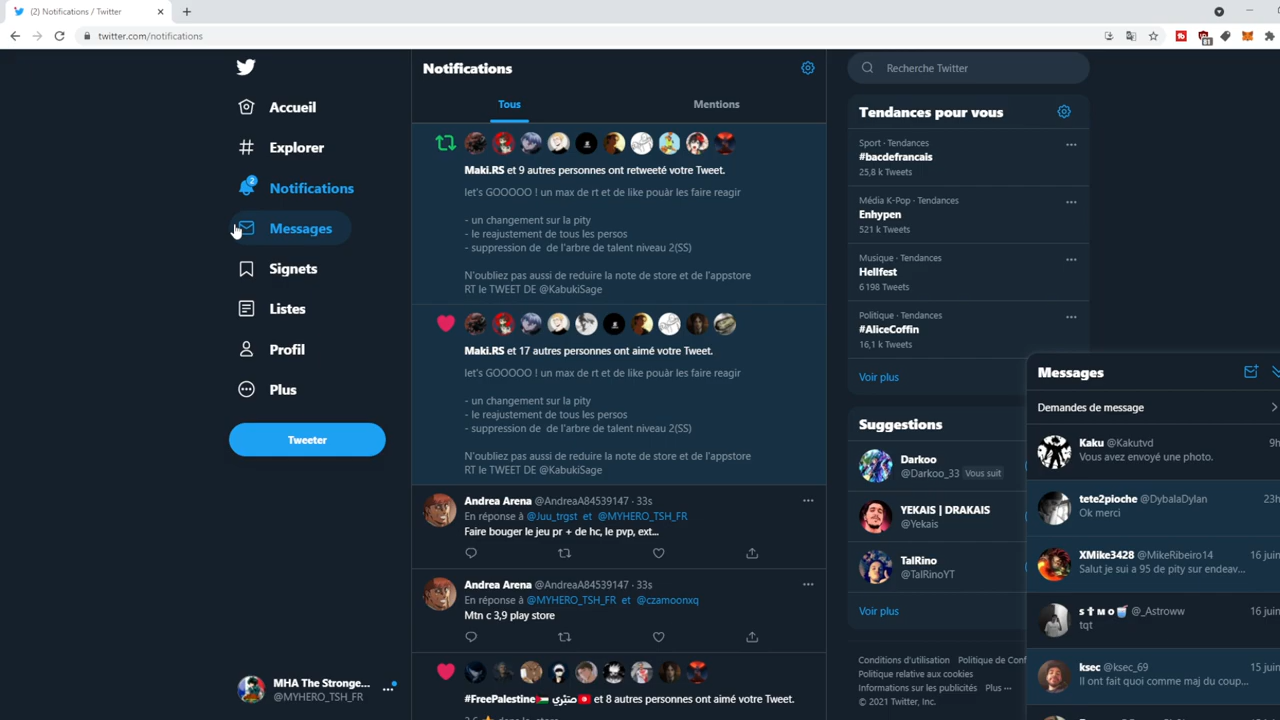 (2) Notifications / Twitter
twitter.com/notifications
81
Accueil
Explorer
2
Notifications
Messages
Signets
Listes
Profil
Plus
Tweeter
MHA The Stronge...
@MYHERO_TSH_FR
Notifications
Tous
Mentions
Maki.RS et 9 autres personnes ont retweeté votre Tweet.
let's GOOOOO ! un max de rt et de like pouàr les faire reagir
- un changement sur la pity
- le reajustement de tous les persos
- suppression de de l'arbre de talent niveau 2(SS)
N'oubliez pas aussi de reduire la note de store et de l'appstore
RT le TWEET DE @KabukiSage
Maki.RS et 17 autres personnes ont aimé votre Tweet.
let's GOOOOO ! un max de rt et de like pouàr les faire reagir
- un changement sur la pity
- le reajustement de tous les persos
- suppression de de l'arbre de talent niveau 2(SS)
N'oubliez pas aussi de reduire la note de store et de l'appstore
RT le TWEET DE @KabukiSage
Andrea Arena @AndreaA84539147 · 33s
En réponse à @Juu_trgst et @MYHERO_TSH_FR
Faire bouger le jeu pr + de hc, le pvp, ext...
Andrea Arena @AndreaA84539147 · 33s
En réponse à @MYHERO_TSH_FR et @czamoonxq
Mtn c 3,9 play store
et 8 autres personnes ont aimé votre Tweet.
Recherche Twitter
Tendances pour vous
Sport · Tendances
#bacdefrancais
25,8 k Tweets
Média K-Pop · Tendances
Enhypen
521 k Tweets
Musique · Tendances
Hellfest
6 198 Tweets
Politique · Tendances
#AliceCoffin
16,1 k Tweets
Voir plus
Suggestions
Darkoo
@Darkoo_33 Vous suit
YEKAIS | DRAKAIS
@Yekais
TalRino
@TalRinoYT
Voir plus
Conditions d'utilisation Politique de Conf
Politique relative aux cookies
Informations sur les publicités Plus ···
© 2021 Twitter, Inc.
Messages
Demandes de message
Kaku @Kakutvd 9h
Vous avez envoyé une photo.
tete2pioche @DybalaDylan 23h
Ok merci
XMike3428 @MikeRibeiro14 16 juin
Salut je sui a 95 de pity sur endeav...
@_Astroww 16 juin
tqt
ksec @ksec_69 15 juin
Il ont fait quoi comme maj du coup...